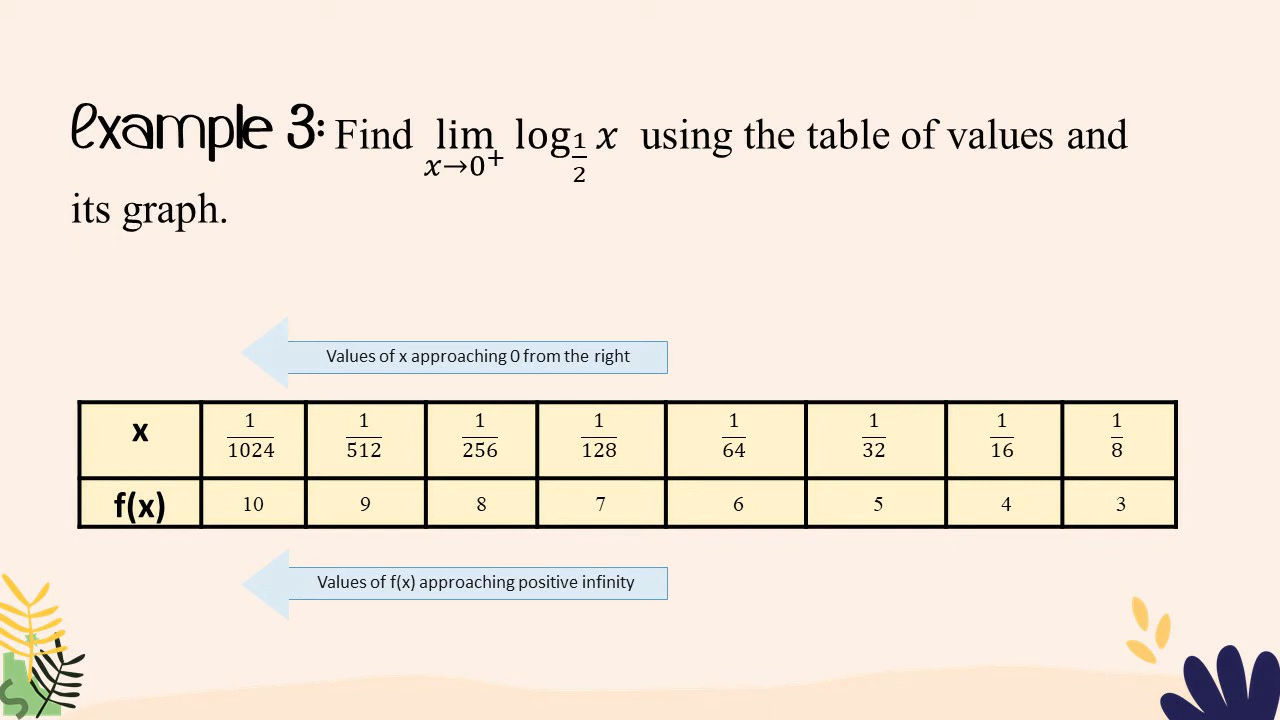 Example 3: Find lim x→0⁺ log 1/2 x using the table of values and
its graph.
Values of x approaching 0 from the right
x 1/1024 1/512 1/256 1/128 1/64 1/32 1/16 1/8
f(x) 10 9 8 7 6 5 4 3
Values of f(x) approaching positive infinity
$